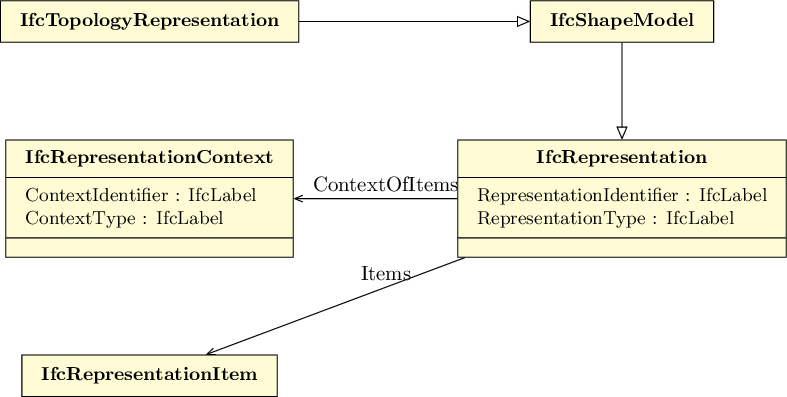 IfcTopologyRepresentation
IfcShapeModel
IfcRepresentationContext
ContextIdentifier : IfcLabel
ContextType : IfcLabel
ContextOfItems
IfcRepresentation
RepresentationIdentifier : IfcLabel
RepresentationType : IfcLabel
Items
IfcRepresentationItem